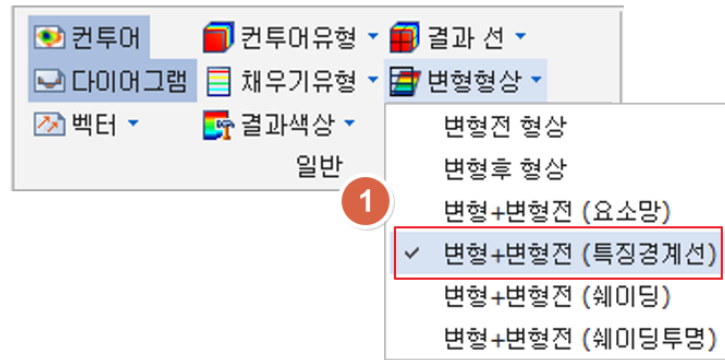 컨투어 컨투어유형 결과 선
다이어그램 채우기유형 변형형상
벡터 결과색상
일반
변형전 형상
변형후 형상
1
변형+변형전 (요소망)
변형+변형전 (특징경계선)
변형+변형전 (쉐이딩)
변형+변형전 (쉐이딩투명)